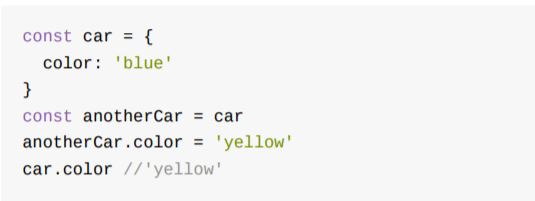 const car = {
  color: 'blue'
}
const anotherCar = car
anotherCar.color = 'yellow'
car.color //'yellow'